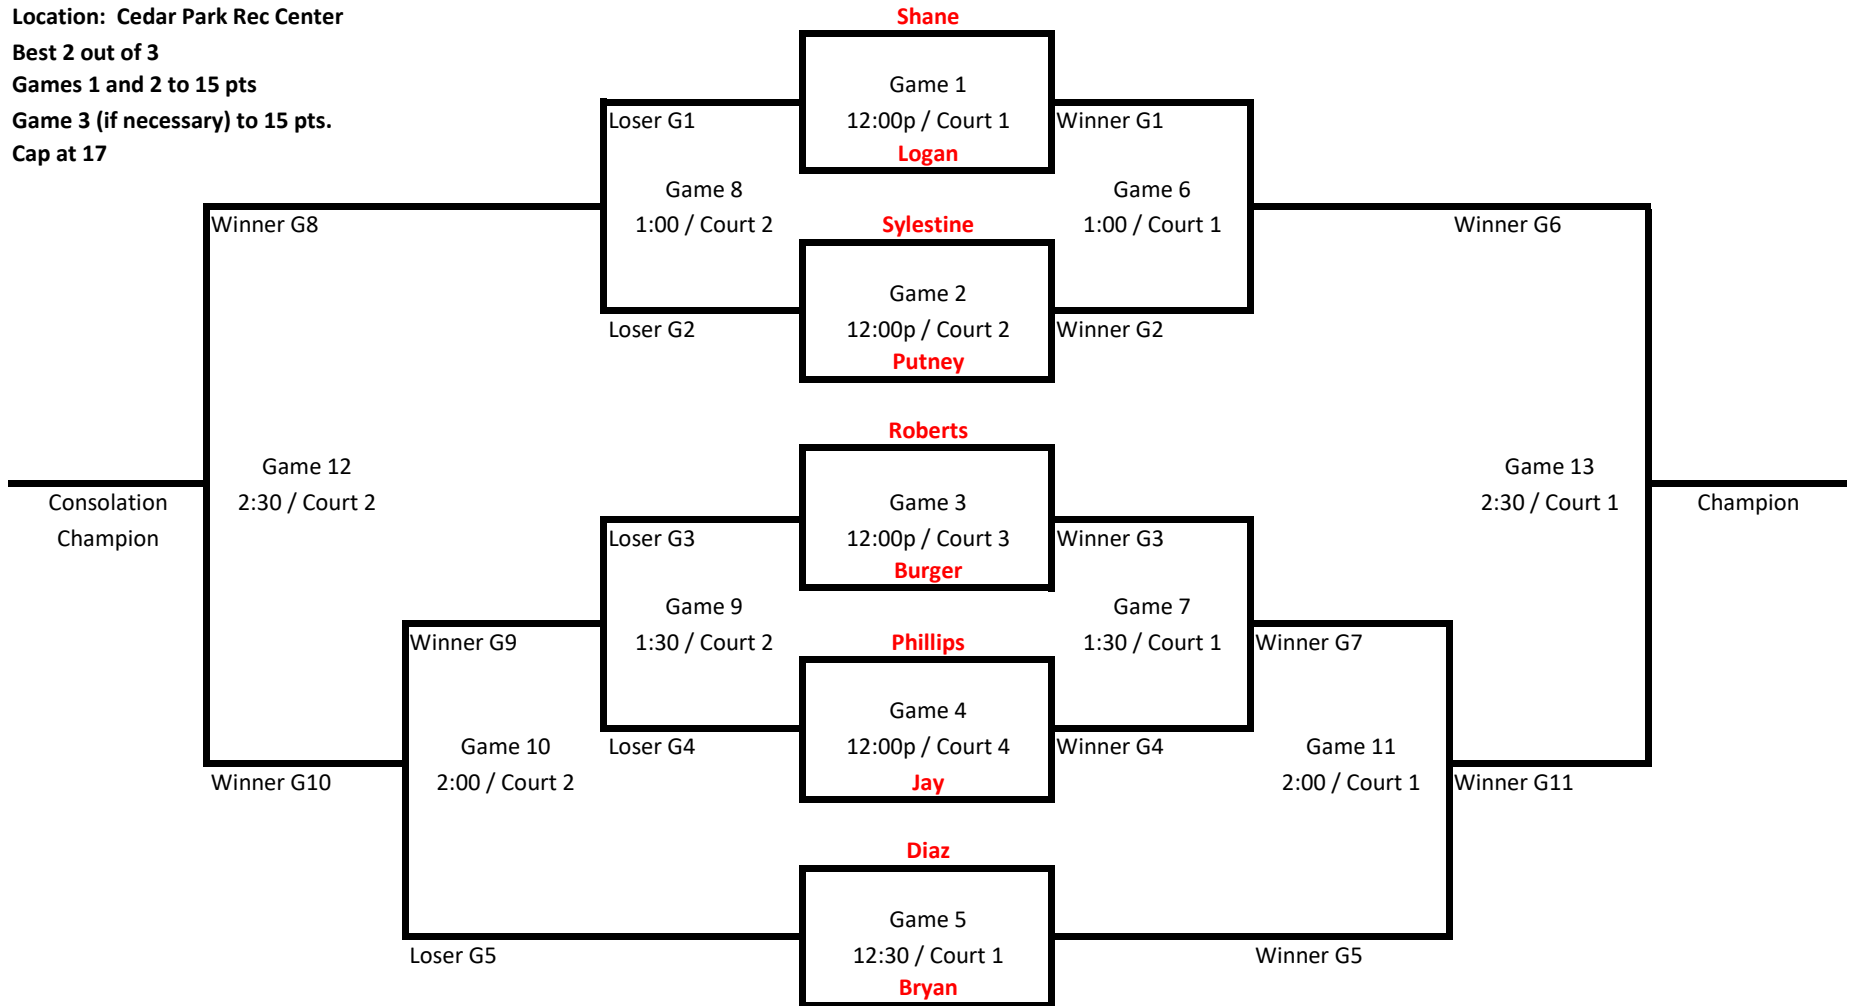 Location:  Cedar Park Rec Center
Best 2 out of 3
Games 1 and 2 to 15 pts
Game 3 (if necessary) to 15 pts.
Cap at 17
Shane
Game 1
12:00p / Court 1
Logan
Loser G1
Winner G1
Game 8
1:00 / Court 2
Game 6
1:00 / Court 1
Winner G8
Winner G6
Sylestine
Game 2
12:00p / Court 2
Putney
Loser G2
Winner G2
Roberts
Game 3
12:00p / Court 3
Burger
Game 12
2:30 / Court 2
Consolation
Champion
Game 13
2:30 / Court 1
Champion
Loser G3
Winner G3
Game 9
1:30 / Court 2
Game 7
1:30 / Court 1
Winner G9
Winner G7
Phillips
Game 4
12:00p / Court 4
Jay
Loser G4
Winner G4
Game 10
2:00 / Court 2
Game 11
2:00 / Court 1
Winner G10
Winner G11
Diaz
Game 5
12:30 / Court 1
Bryan
Loser G5
Winner G5